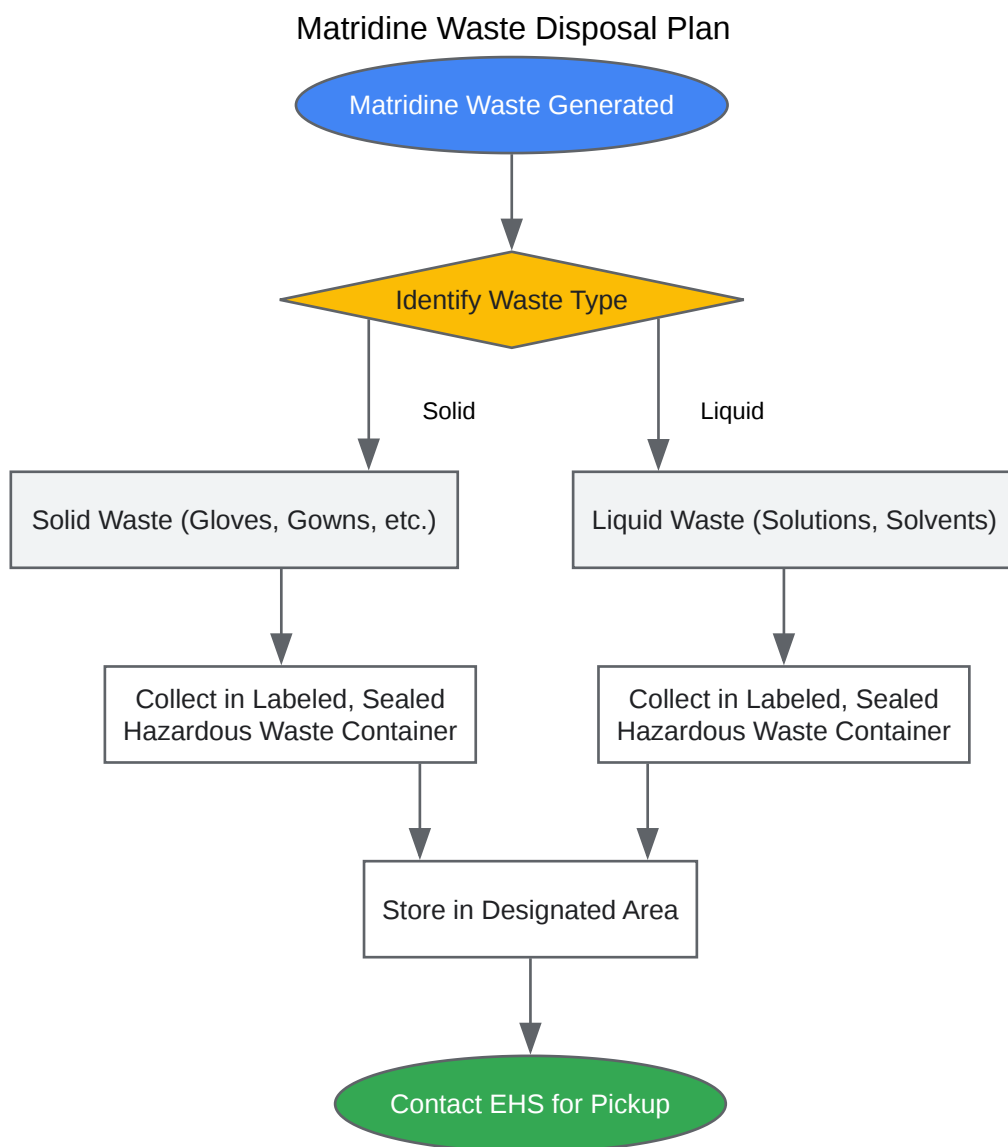 Matridine Waste Disposal Plan
Matridine Waste Generated
Identify Waste Type
Solid
Liquid
Solid Waste (Gloves, Gowns, etc.)
Liquid Waste (Solutions, Solvents)
Collect in Labeled, Sealed
Hazardous Waste Container
Collect in Labeled, Sealed
Hazardous Waste Container
Store in Designated Area
Contact EHS for Pickup